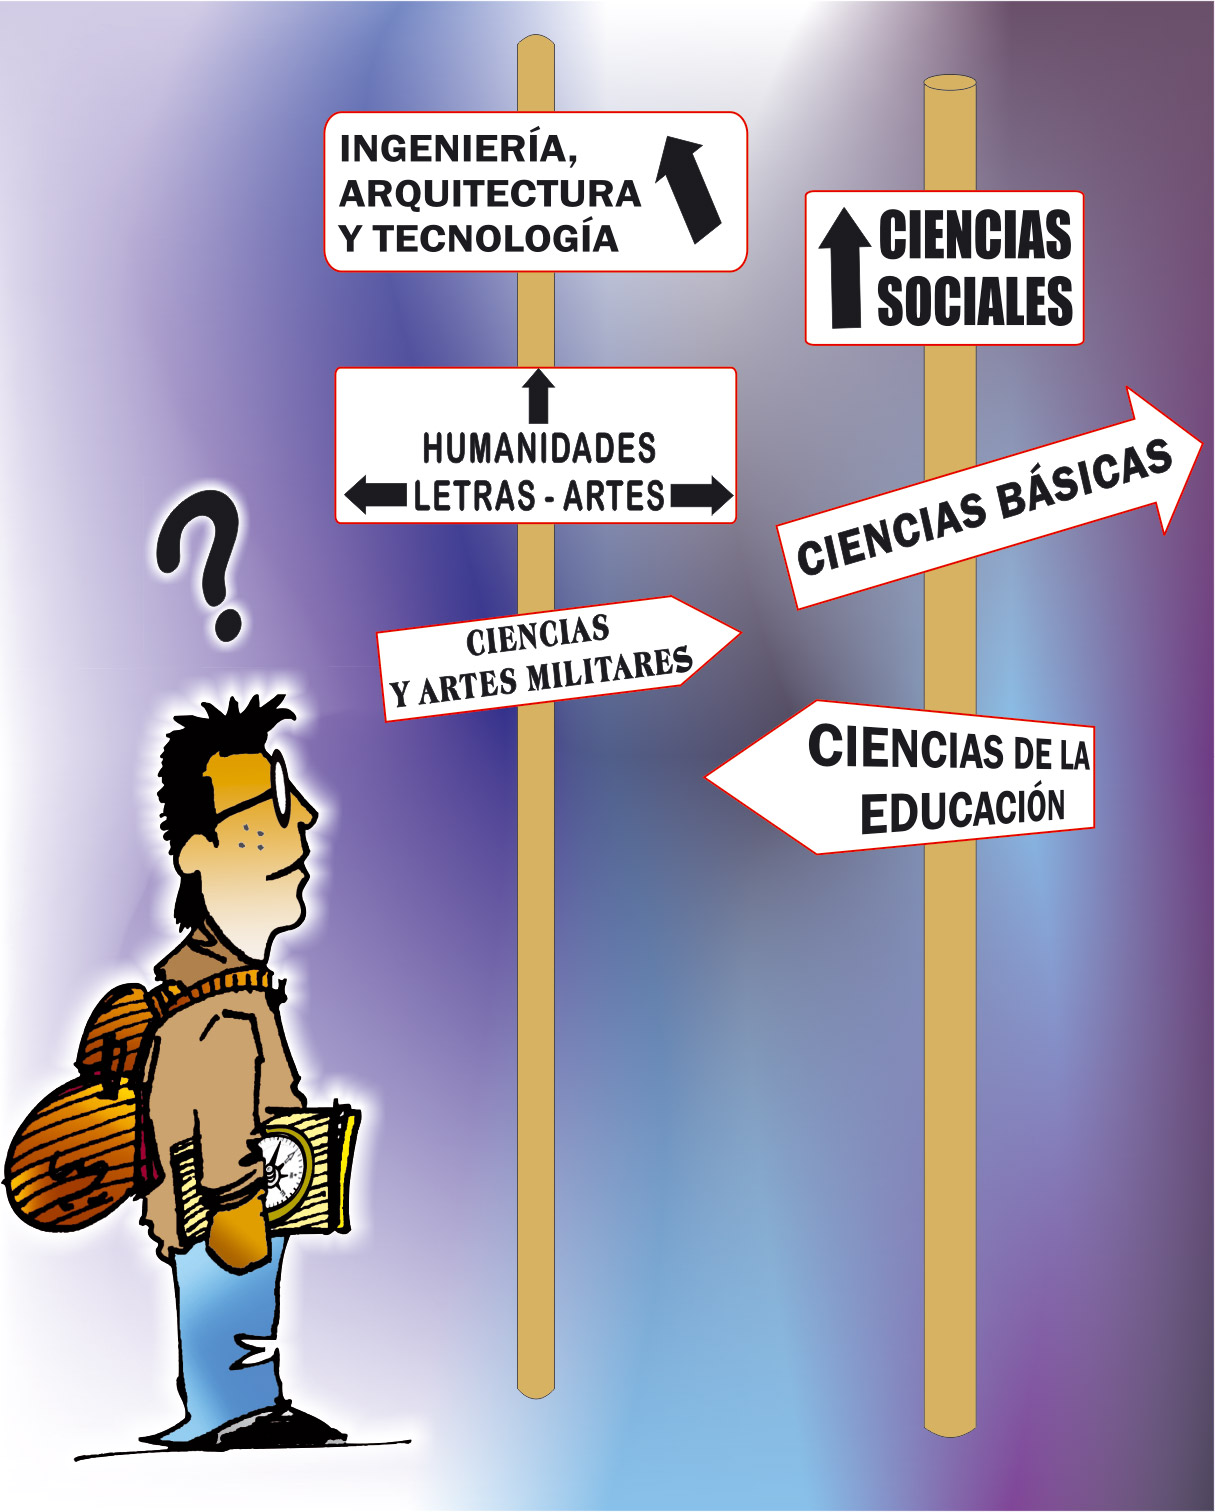 INGENIERÍA,
ARQUITECTURA
Y TECNOLOGÍA
HUMANIDADES
LETRAS - ARTES
CIENCIAS
Y ARTES MILITARES
CIENCIAS
SOCIALES
CIENCIAS BÁSICAS
CIENCIAS DE LA
EDUCACIÓN
?